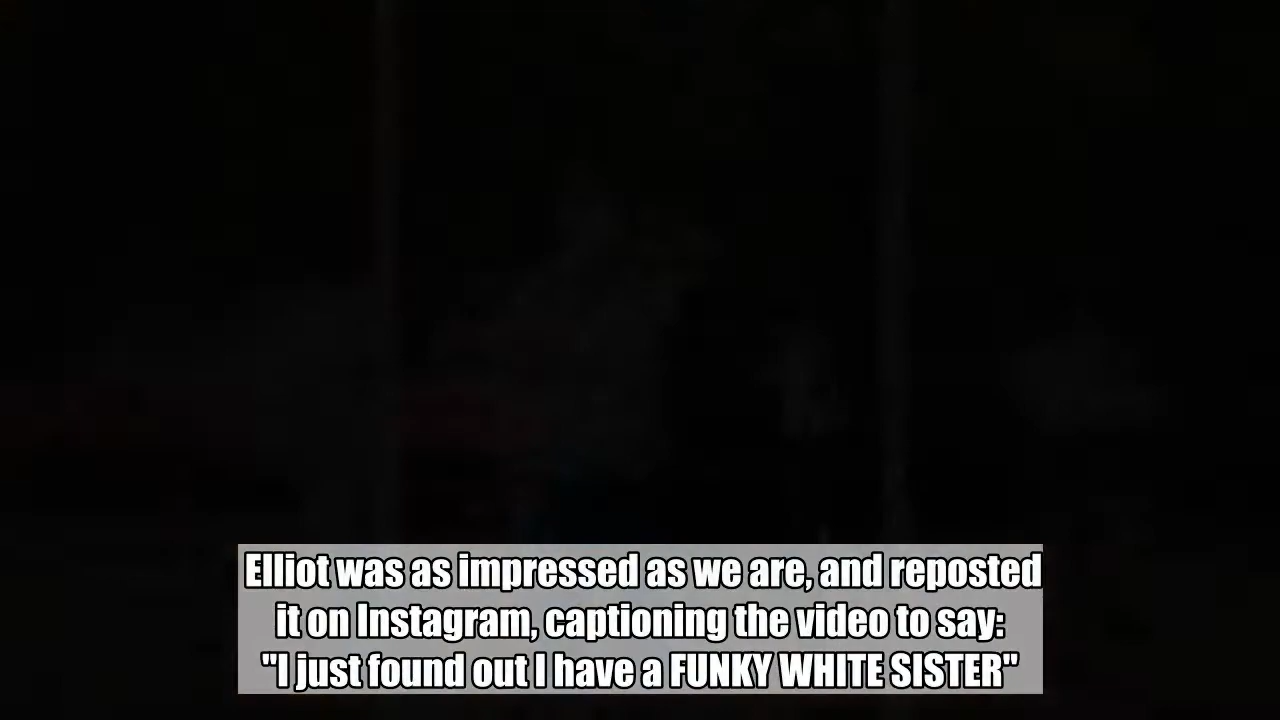 Elliot was as impressed as we are, and reposted
it on Instagram, captioning the video to say:
"I just found out I have a FUNKY WHITE SISTER"